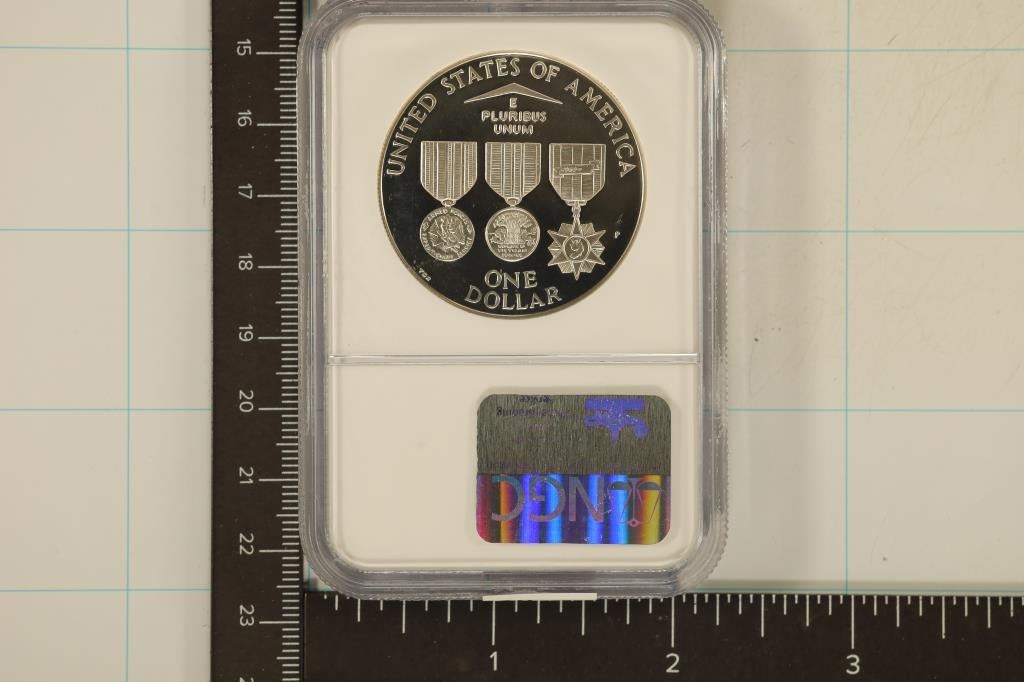 UNITED STATES OF AMERICA
E
PLURIBUS
UNUM
P
ONE
DOLLAR
NGC
15
16
17
18
19
20
21
22
23
1
2
3